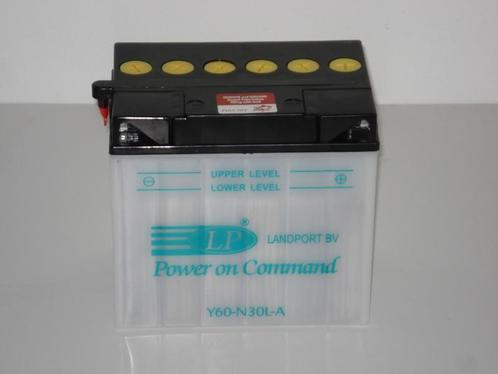 UPPER LEVEL
LOWER LEVEL
LP®
LANDPORT BV
Power on Command
Y60-N30L-A